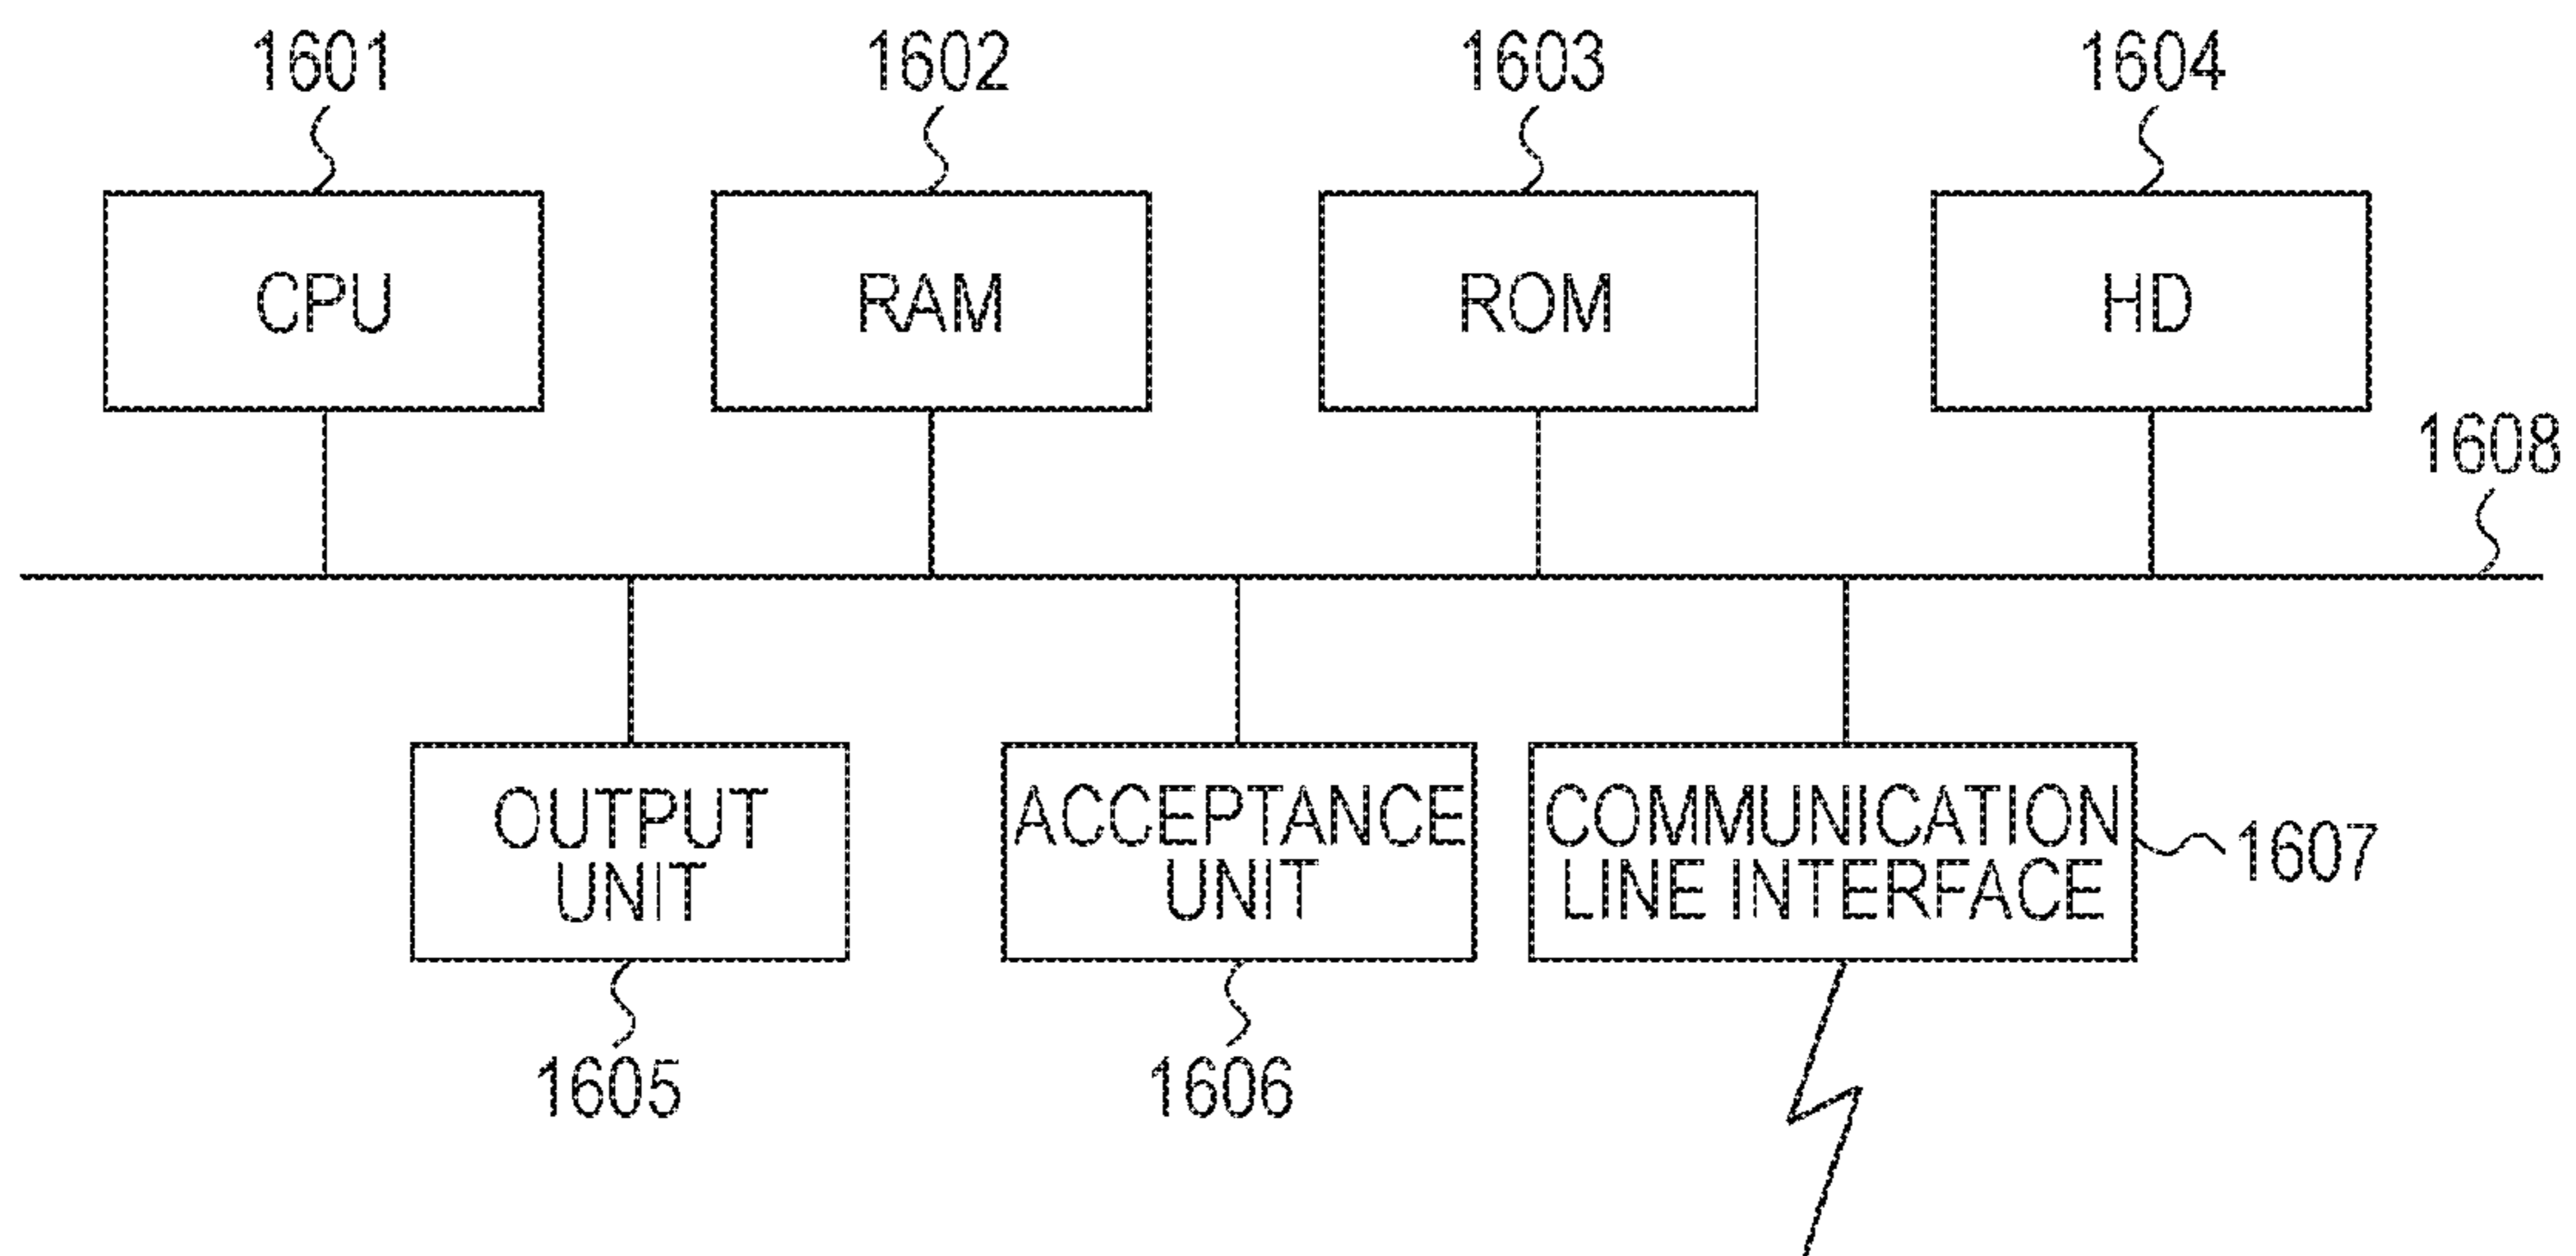 1601
1602
1603
1604
CPU
RAM
ROM
HD
1608
OUTPUT
UNIT
ACCEPTANCE
UNIT
COMMUNICATION
LINE INTERFACE
1607
1605
1606